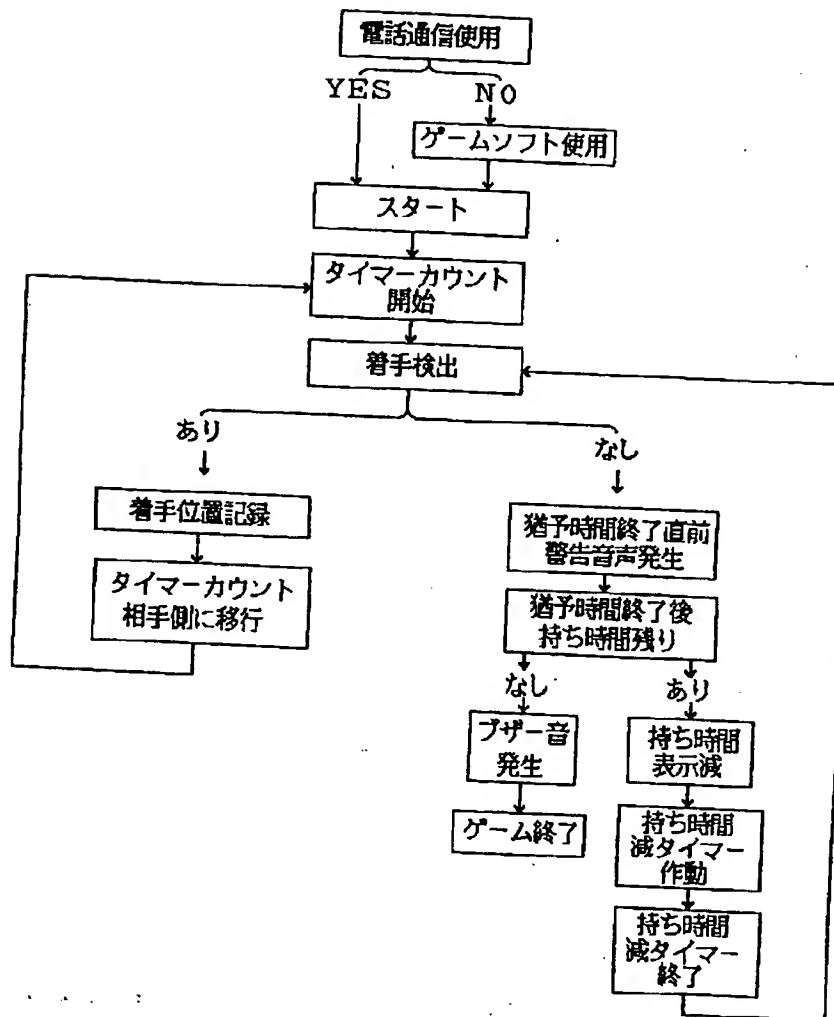 電話通信使用
YES
NO
ゲームソフト使用
スタート
タイマーカウント
開始
着手検出
あり
なし
着手位置記録
タイマーカウント
相手側に移行
猶予時間終了直前
警告音声発生
猶予時間終了後
持ち時間残り
なし
あり
ブザー音
発生
ゲーム終了
持ち時間
表示減
持ち時間
減タイマー
作動
持ち時間
減タイマー
終了